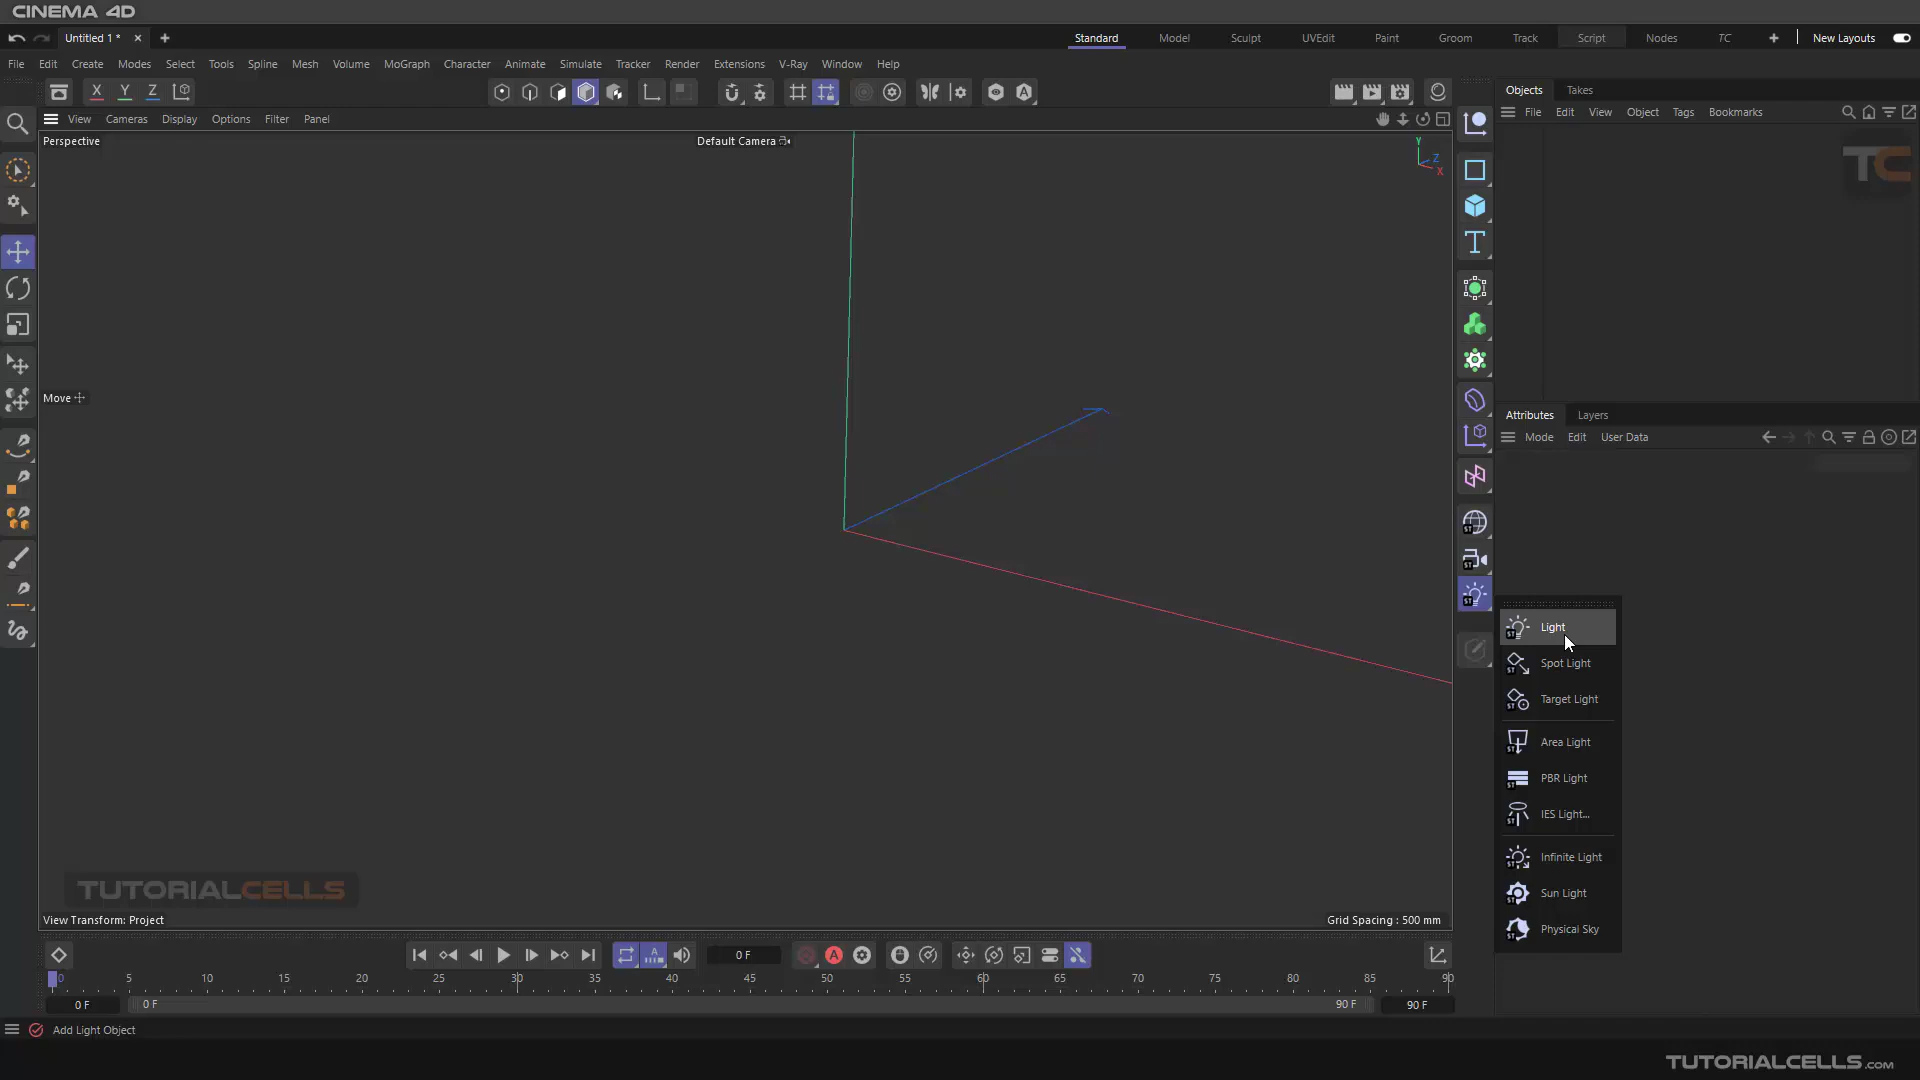 CINEMA 4D
Untitled 1 *
Standard
Model
Sculpt
UVEdit
Paint
Groom
Track
Script
Nodes
TC
New Layouts
File Edit Create Modes Select Tools Spline Mesh Volume MoGraph Character Animate Simulate Tracker Render Extensions V-Ray Window Help
X Y Z
Objects
Takes
View Cameras Display Options Filter Panel
File Edit View Object Tags Bookmarks
Perspective
Default Camera
Y
Z
X
TC
Move
Attributes
Layers
Mode Edit User Data
Light
Spot Light
Target Light
Area Light
PBR Light
IES Light...
Infinite Light
Sun Light
Physical Sky
TUTORIALCELLS
View Transform: Project
Grid Spacing : 500 mm
0 F
0 5 10 15 20 25 30 35 40 45 50 55 60 65 70 75 80 85 90
0 F
0 F
90 F
90 F
Add Light Object
TUTORIALCELLS.COM